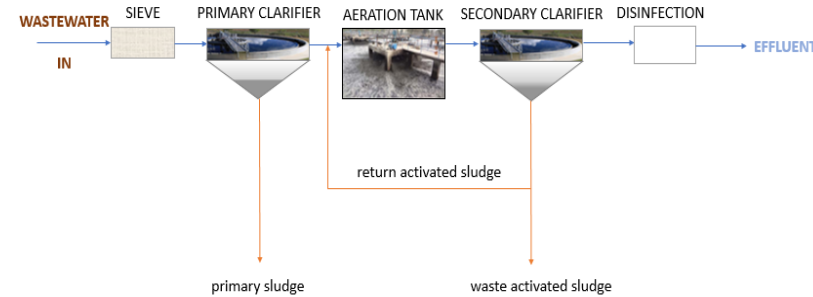 WASTEWATER
IN
SIEVE
PRIMARY CLARIFIER
AERATION TANK
SECONDARY CLARIFIER
DISINFECTION
EFFLUENT
return activated sludge
primary sludge
waste activated sludge